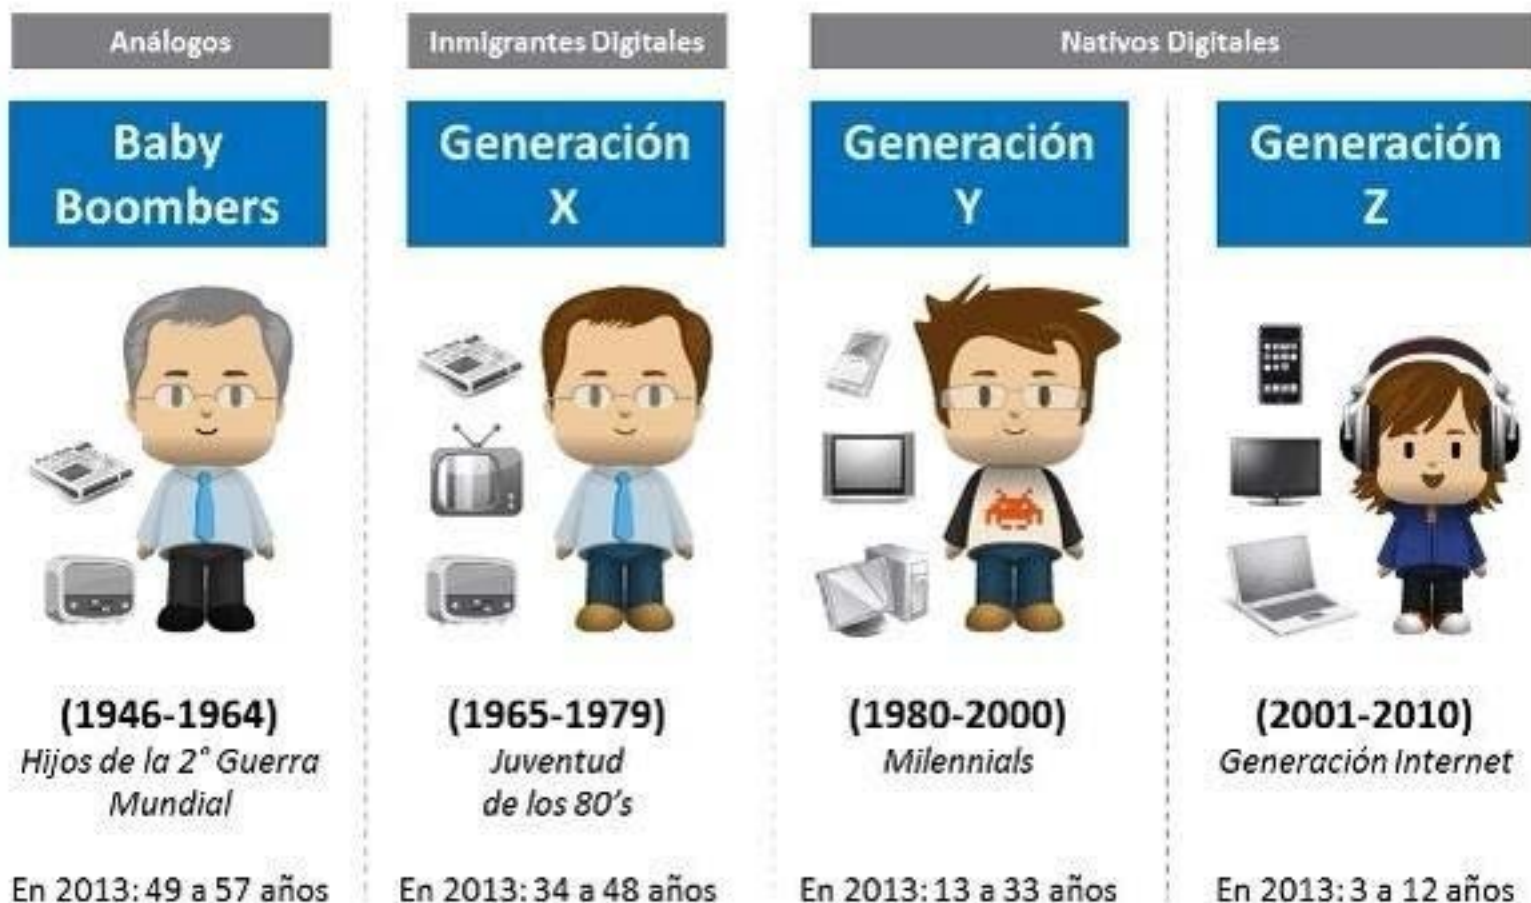 Análogos
Inmigrantes Digitales
Nativos Digitales
Baby
Boombers
Generación
X
Generación
Y
Generación
Z
(1946-1964)
Hijos de la 2° Guerra
Mundial
En 2013: 49 a 57 años
(1965-1979)
Juventud
de los 80's
En 2013: 34 a 48 años
(1980-2000)
Milennials
En 2013: 13 a 33 años
(2001-2010)
Generación Internet
En 2013: 3 a 12 años